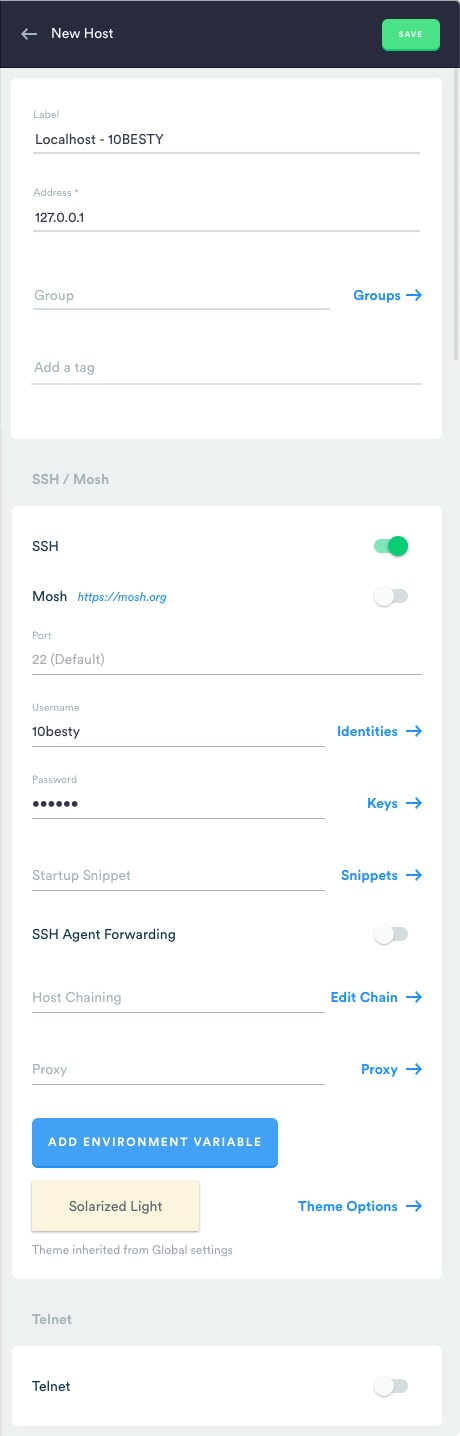 New Host
SAVE
Label
Localhost - 10BESTY
Address *
127.0.0.1
Group
Groups
Add a tag
SSH / Mosh
SSH
Mosh https://mosh.org
Port
22 (Default)
Username
10besty
Identities
Password
••••••
Keys
Startup Snippet
Snippets
SSH Agent Forwarding
Host Chaining
Edit Chain
Proxy
Proxy
ADD ENVIRONMENT VARIABLE
Solarized Light
Theme Options
Theme inherited from Global settings
Telnet
Telnet